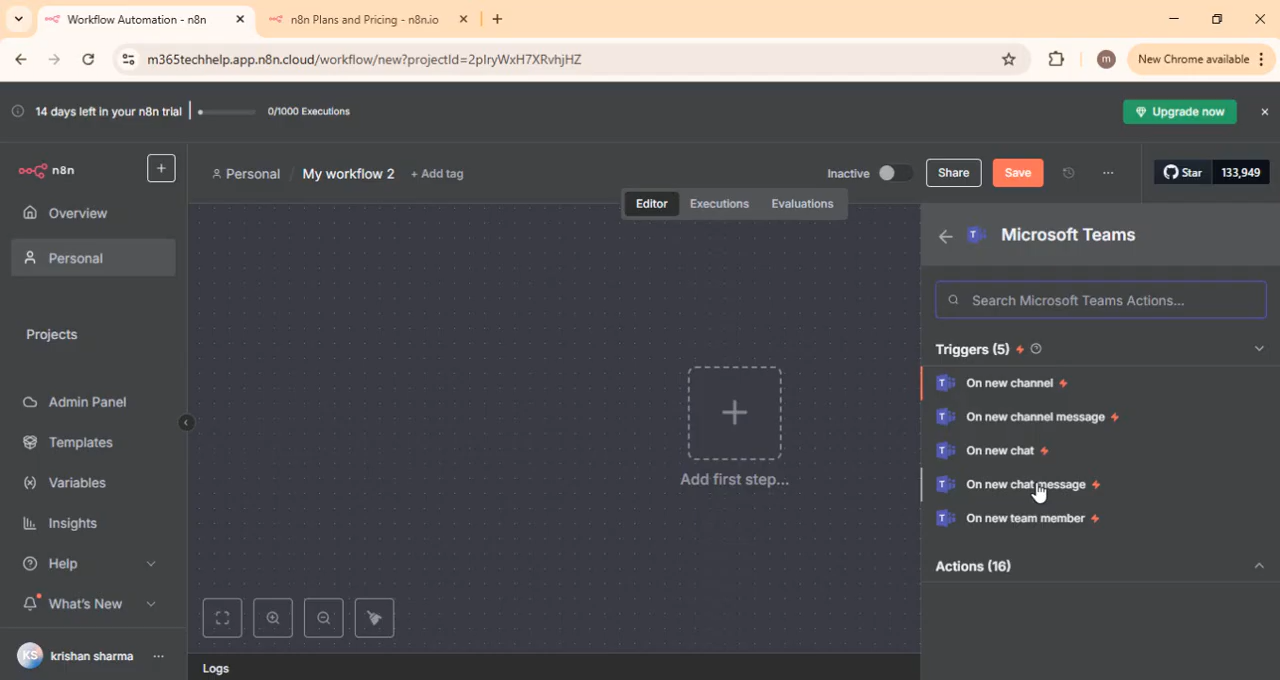 Workflow Automation - n8n
n8n Plans and Pricing - n8n.io
m365techhelp.app.n8n.cloud/workflow/new?projectId=2pIryWxH7XRvhjHZ
m
New Chrome available
14 days left in your n8n trial
0/1000 Executions
Upgrade now
n8n
Personal / My workflow 2 + Add tag
Inactive
Share
Save
Star 133,949
Editor
Executions
Evaluations
Overview
Personal
Projects
Admin Panel
Templates
Variables
Insights
Help
What's New
KS krishan sharma
Add first step...
Logs
T Microsoft Teams
Search Microsoft Teams Actions...
Triggers (5)
T On new channel
T On new channel message
T On new chat
T On new chat message
T On new team member
Actions (16)